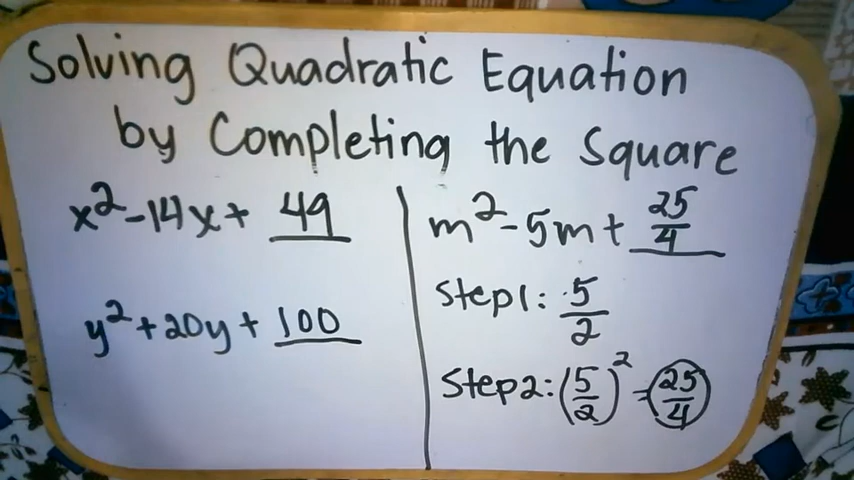 Solving Quadratic Equation
by Completing the Square
x²-14x+ 49
y²+20y+ 100
m²-5m+ 25/4
Step1: 5/2
Step2: (5/2)² = 25/4